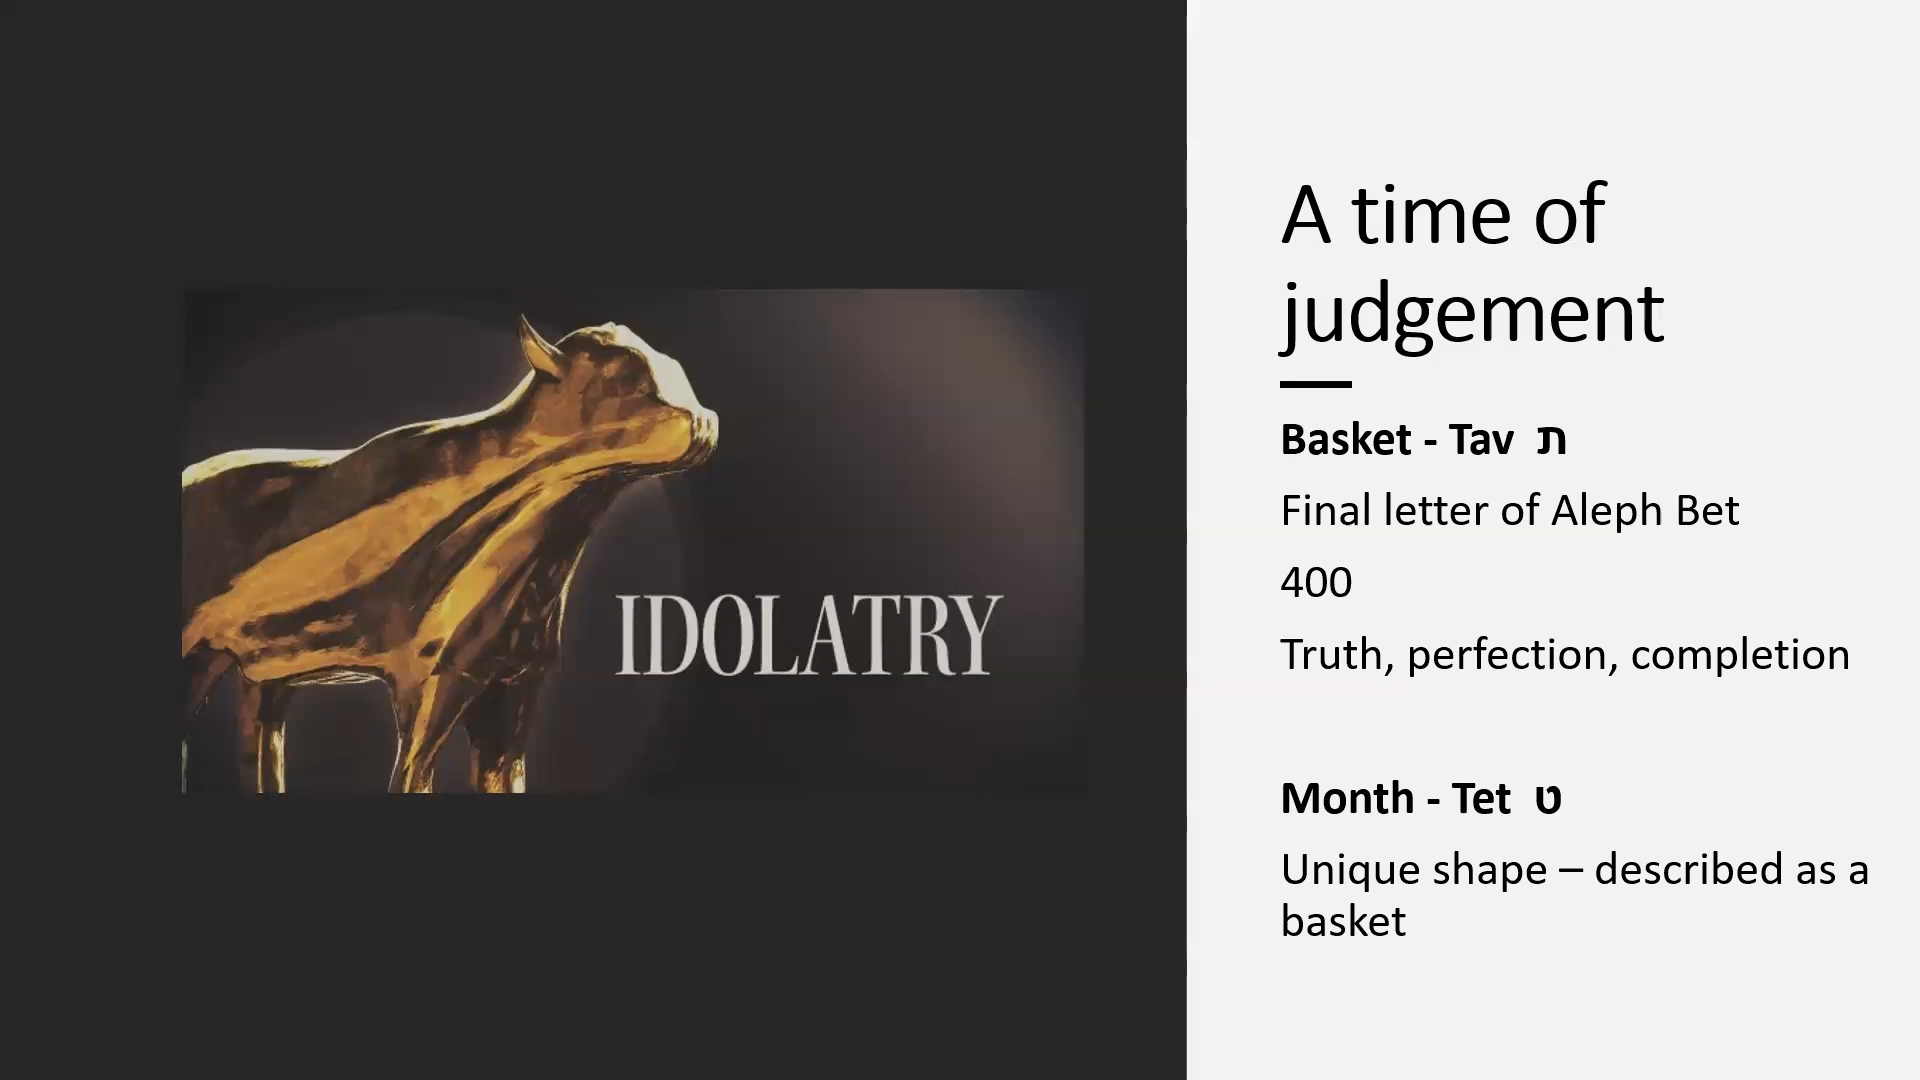 IDOLATRY
A time of
judgement
Basket - Tav ת
Final letter of Aleph Bet
400
Truth, perfection, completion
Month - Tet ט
Unique shape – described as a
basket